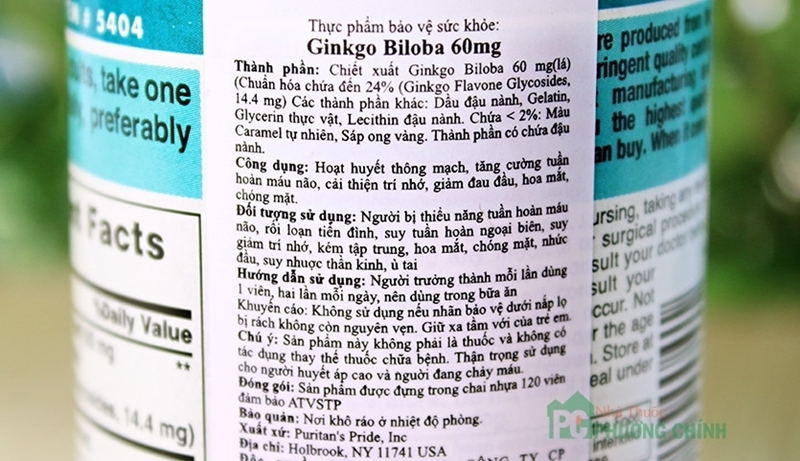 # 5404
take one
preferably
Facts
%Daily Value
**
14.4 mg)
Thực phẩm bảo vệ sức khỏe:
Ginkgo Biloba 60mg
Thành phần: Chiết xuất Ginkgo Biloba 60 mg(lá)
(Chuẩn hóa chứa đến 24% (Ginkgo Flavone Glycosides,
14.4 mg) Các thành phần khác: Dầu đậu nành, Gelatin,
Glycerin thực vật, Lecithin đậu nành. Chứa < 2%: Màu
Caramel tự nhiên, Sáp ong vàng. Thành phần có chứa đậu
nành.
Công dụng: Hoạt huyết thông mạch, tăng cường tuần
hoàn máu não, cải thiện trí nhớ, giảm đau đầu, hoa mắt,
chóng mặt.
Đối tượng sử dụng: Người bị thiểu năng tuần hoàn máu
não, rối loạn tiền đình, suy tuần hoàn ngoại biên, suy
giảm trí nhớ, kém tập trung, hoa mắt, chóng mặt, nhức
đầu, suy nhược thần kinh, ù tai
Hướng dẫn sử dụng: Người trưởng thành mỗi lần dùng
1 viên, hai lần mỗi ngày, nên dùng trong bữa ăn
Khuyến cáo: Không sử dụng nếu nhãn bảo vệ dưới nắp lọ
bị rách không còn nguyên vẹn. Giữ xa tầm với của trẻ em.
Chú ý: Sản phẩm này không phải là thuốc và không có
tác dụng thay thế thuốc chữa bệnh. Thận trọng sử dụng
cho người huyết áp cao và người đang chảy máu.
Đóng gói: Sản phẩm được đựng trong chai nhựa 120 viên
đảm bảo ATVSTP
Bảo quản: Nơi khô ráo ở nhiệt độ phòng.
Xuất xứ: Puritan's Pride, Inc
Địa chỉ: Holbrook, NY 11741 USA
CÔNG TY CP
re produced from
ringent quality
manufacturing
the highest
an buy. When
ursing, taking any
surgical
sult your doctor
sult your
ccur. Not
the age
Store at
eal under
PC Nhà Thuốc
PHƯƠNG CHÍNH